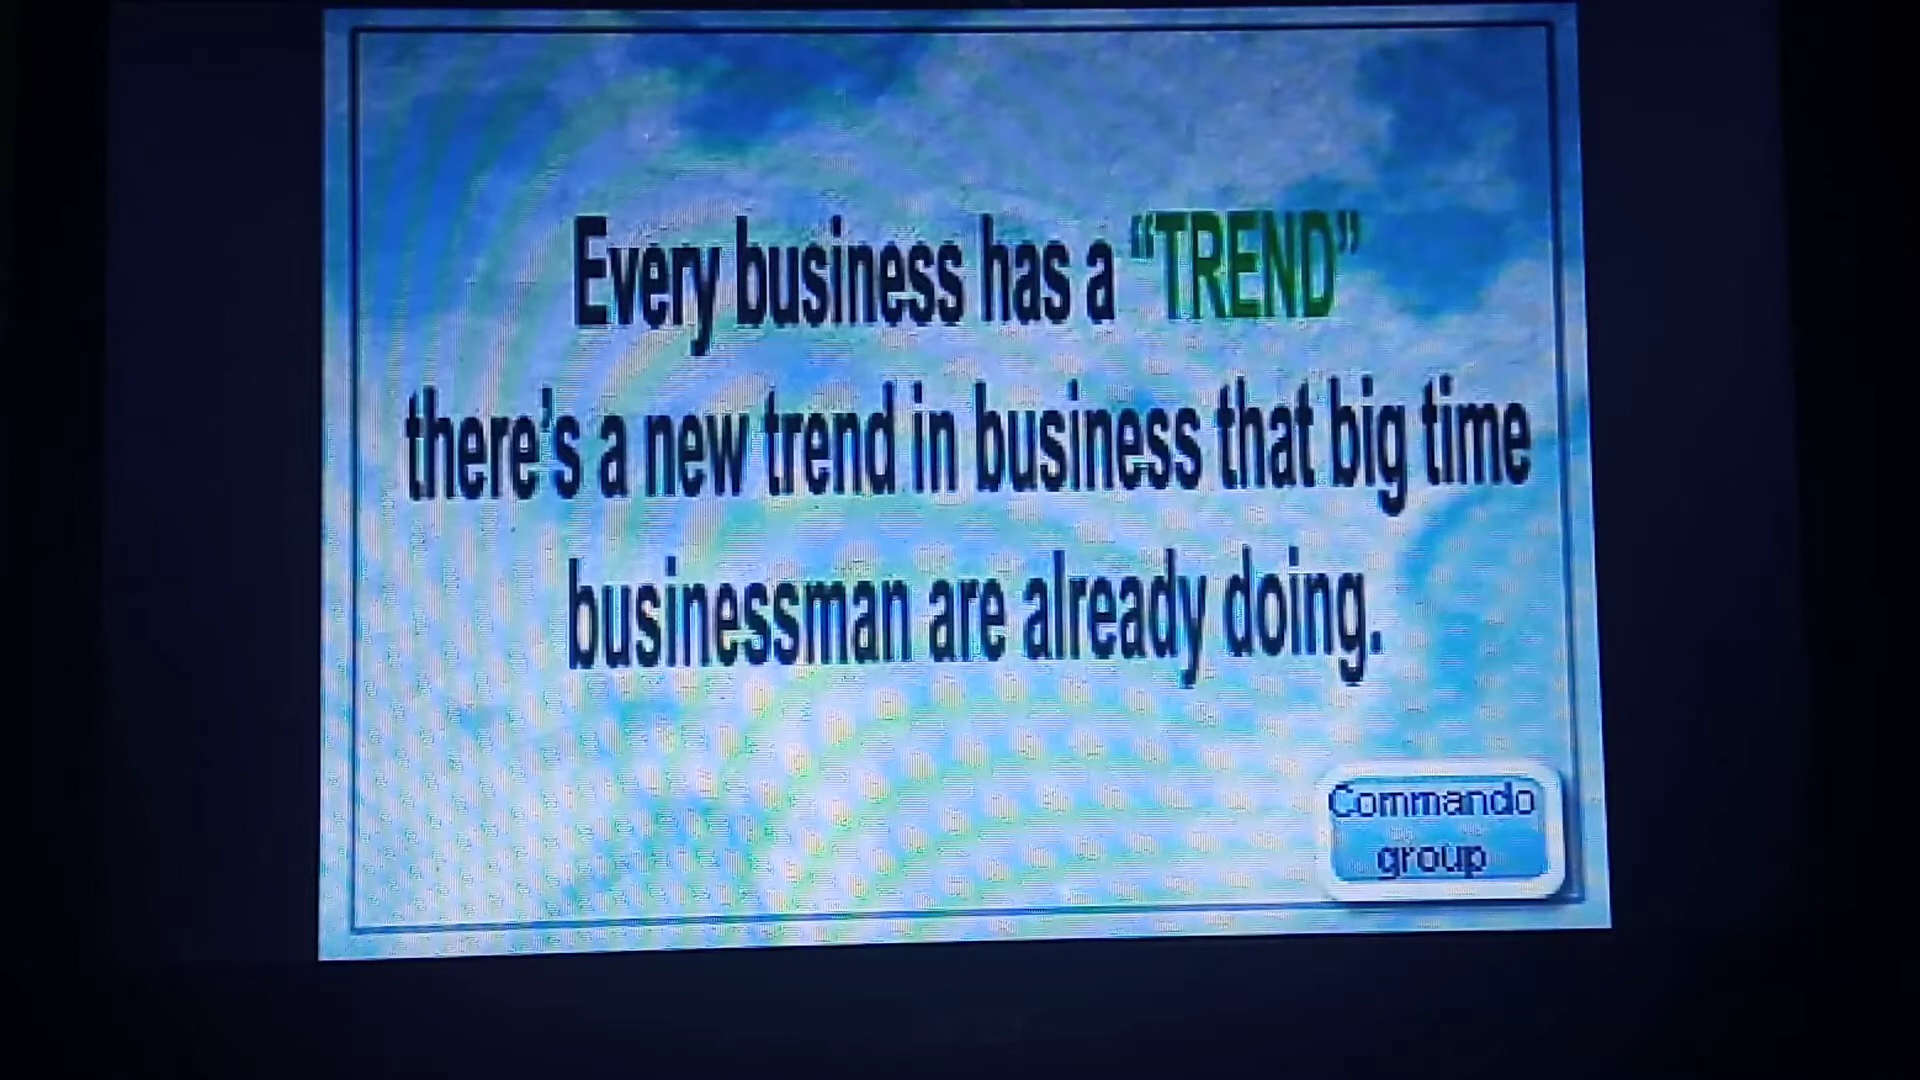 Every business has a “TREND”
there's a new trend in business that big time
businessman are already doing.
Commando
group